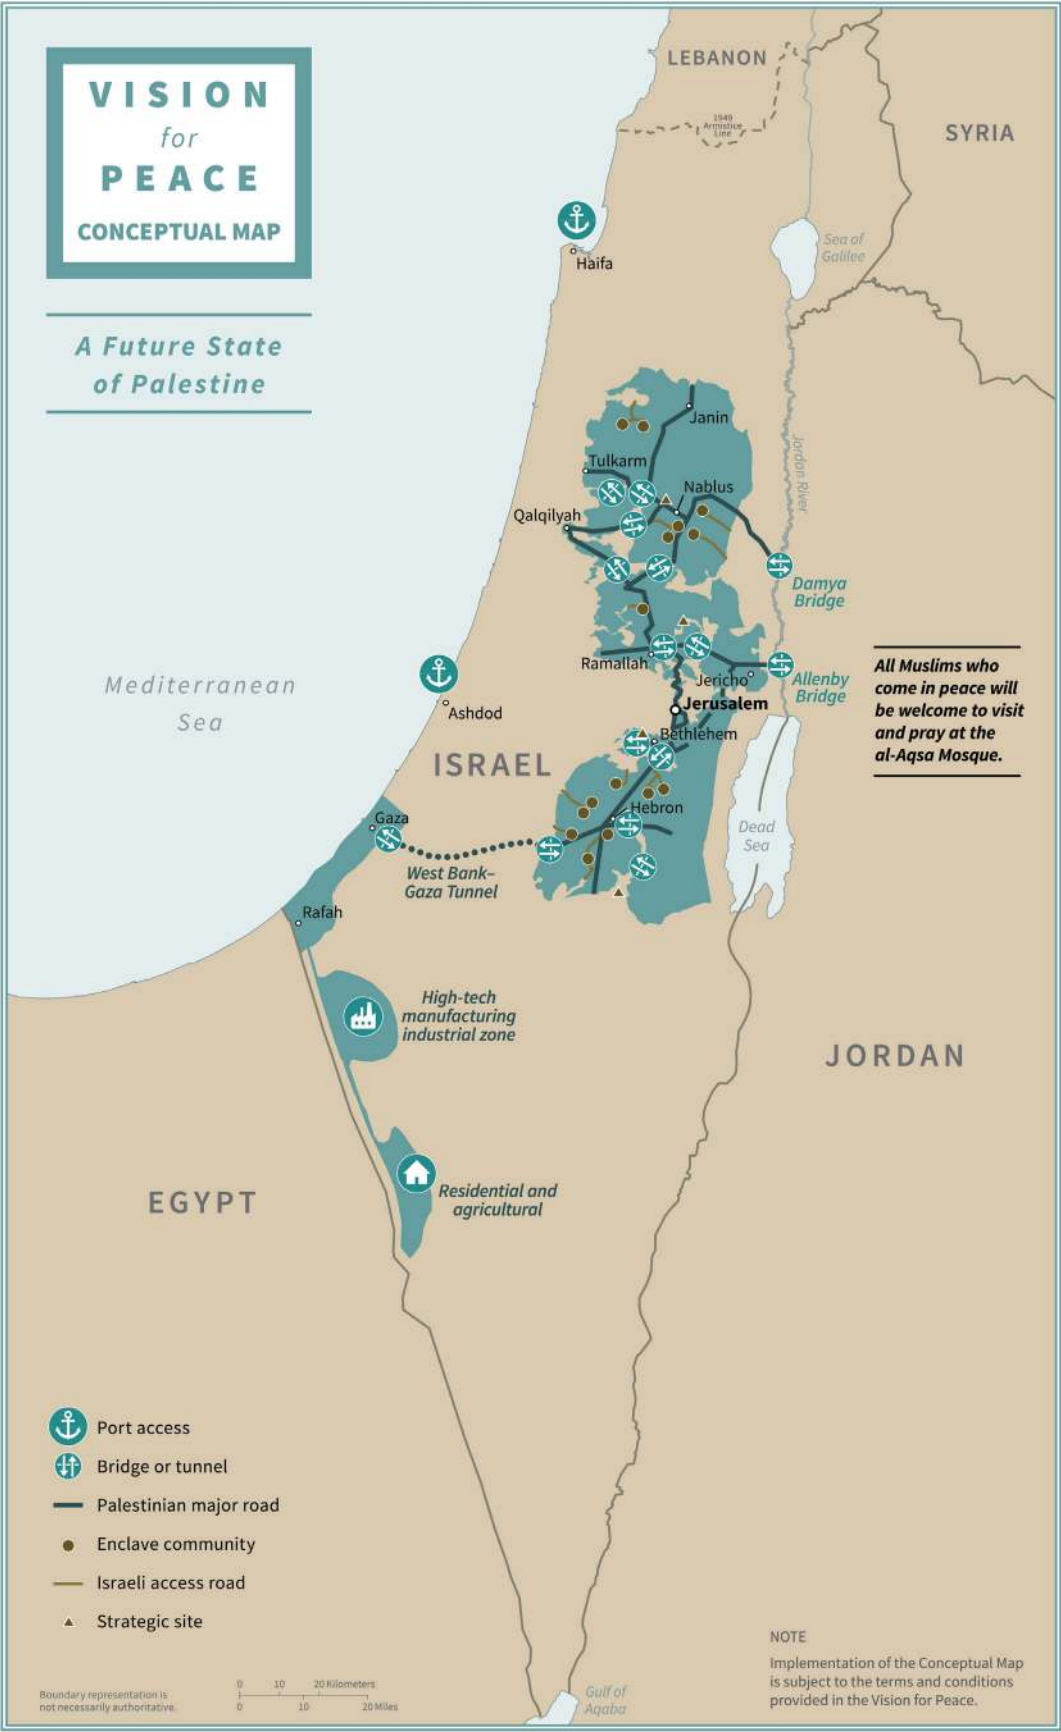 VISION
for
PEACE
CONCEPTUAL MAP
A Future State
of Palestine
LEBANON
1949
Armistice
Line
SYRIA
Sea of
Galilee
Haifa
Janin
Jordan River
Tulkarm
Nablus
Qalqilyah
Damya
Bridge
Ramallah
Jericho
Allenby
Bridge
All Muslims who
come in peace will
be welcome to visit
and pray at the
al-Aqsa Mosque.
Mediterranean
Sea
Ashdod
Jerusalem
Bethlehem
ISRAEL
Hebron
Gaza
Dead
Sea
West Bank–
Gaza Tunnel
Rafah
High-tech
manufacturing
industrial zone
JORDAN
EGYPT
Residential and
agricultural
Port access
Bridge or tunnel
Palestinian major road
Enclave community
Israeli access road
Strategic site
Boundary representation is
not necessarily authoritative.
0 10 20 Kilometers
0 10 20 Miles
Gulf of
Aqaba
NOTE
Implementation of the Conceptual Map
is subject to the terms and conditions
provided in the Vision for Peace.